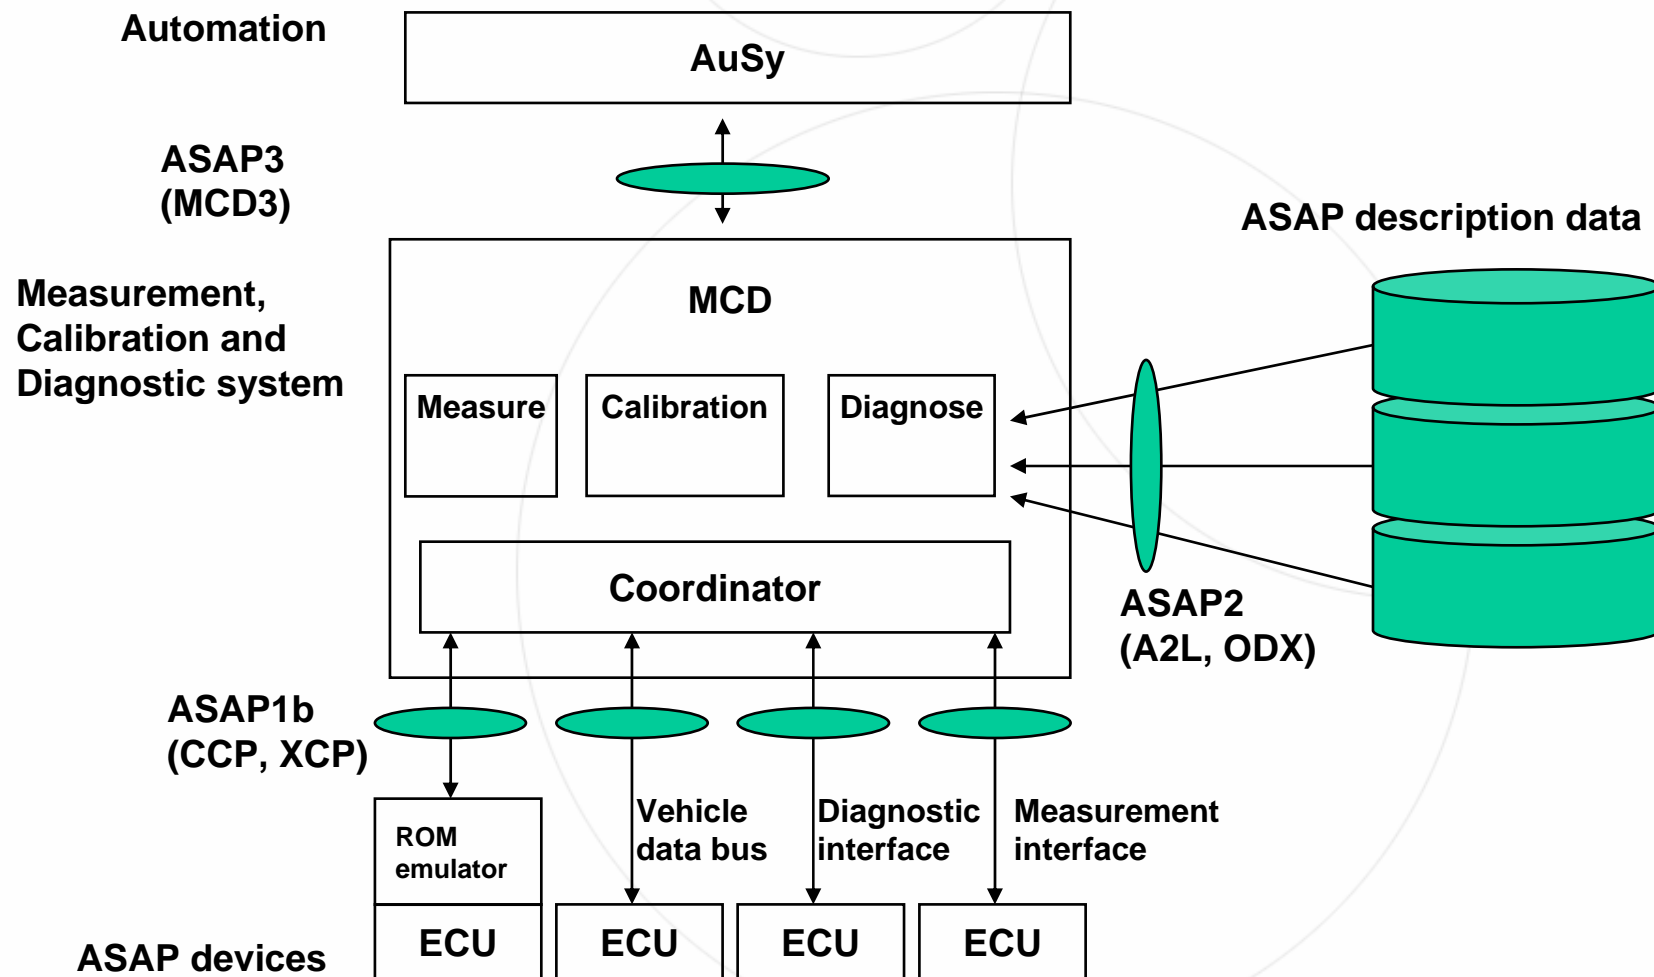 Automation
AuSy
ASAP3
(MCD3)
ASAP description data
Measurement,
Calibration and
Diagnostic system
MCD
Measure
Calibration
Diagnose
Coordinator
ASAP2
(A2L, ODX)
ASAP1b
(CCP, XCP)
ROM
emulator
Vehicle
data bus
Diagnostic
interface
Measurement
interface
ECU
ECU
ECU
ECU
ASAP devices